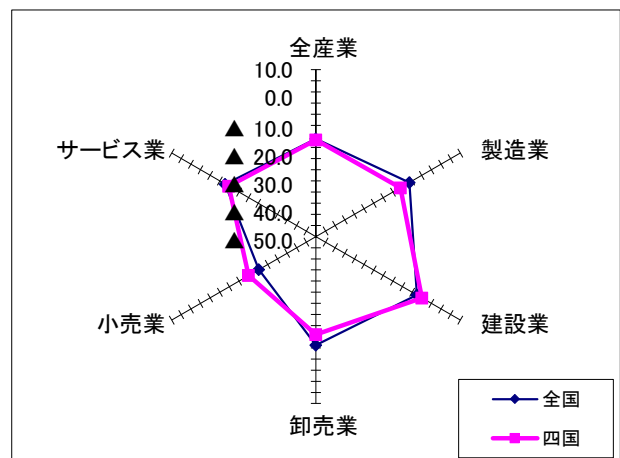 全産業
10.0
0.0
▲ 10.0
▲ 20.0
▲ 30.0
▲ 40.0
▲ 50.0
サービス業
製造業
小売業
建設業
卸売業
全国
四国